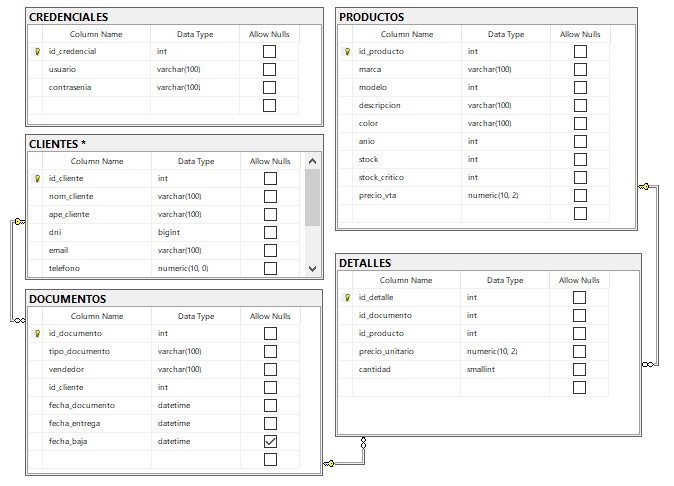 CREDENCIALES
Column Name Data Type Allow Nulls
id_credencial int
usuario varchar(100)
contrasenia varchar(100)
CLIENTES *
Column Name Data Type Allow Nulls
id_cliente int
nom_cliente varchar(100)
ape_cliente varchar(100)
dni bigint
email varchar(100)
telefono numeric(10, 0)
DOCUMENTOS
Column Name Data Type Allow Nulls
id_documento int
tipo_documento varchar(100)
vendedor varchar(100)
id_cliente int
fecha_documento datetime
fecha_entrega datetime
fecha_baja datetime
PRODUCTOS
Column Name Data Type Allow Nulls
id_producto int
marca varchar(100)
modelo int
descripcion varchar(100)
color varchar(100)
anio int
stock int
stock_critico int
precio_vta numeric(10, 2)
DETALLES
Column Name Data Type Allow Nulls
id_detalle int
id_documento int
id_producto int
precio_unitario numeric(10, 2)
cantidad smallint